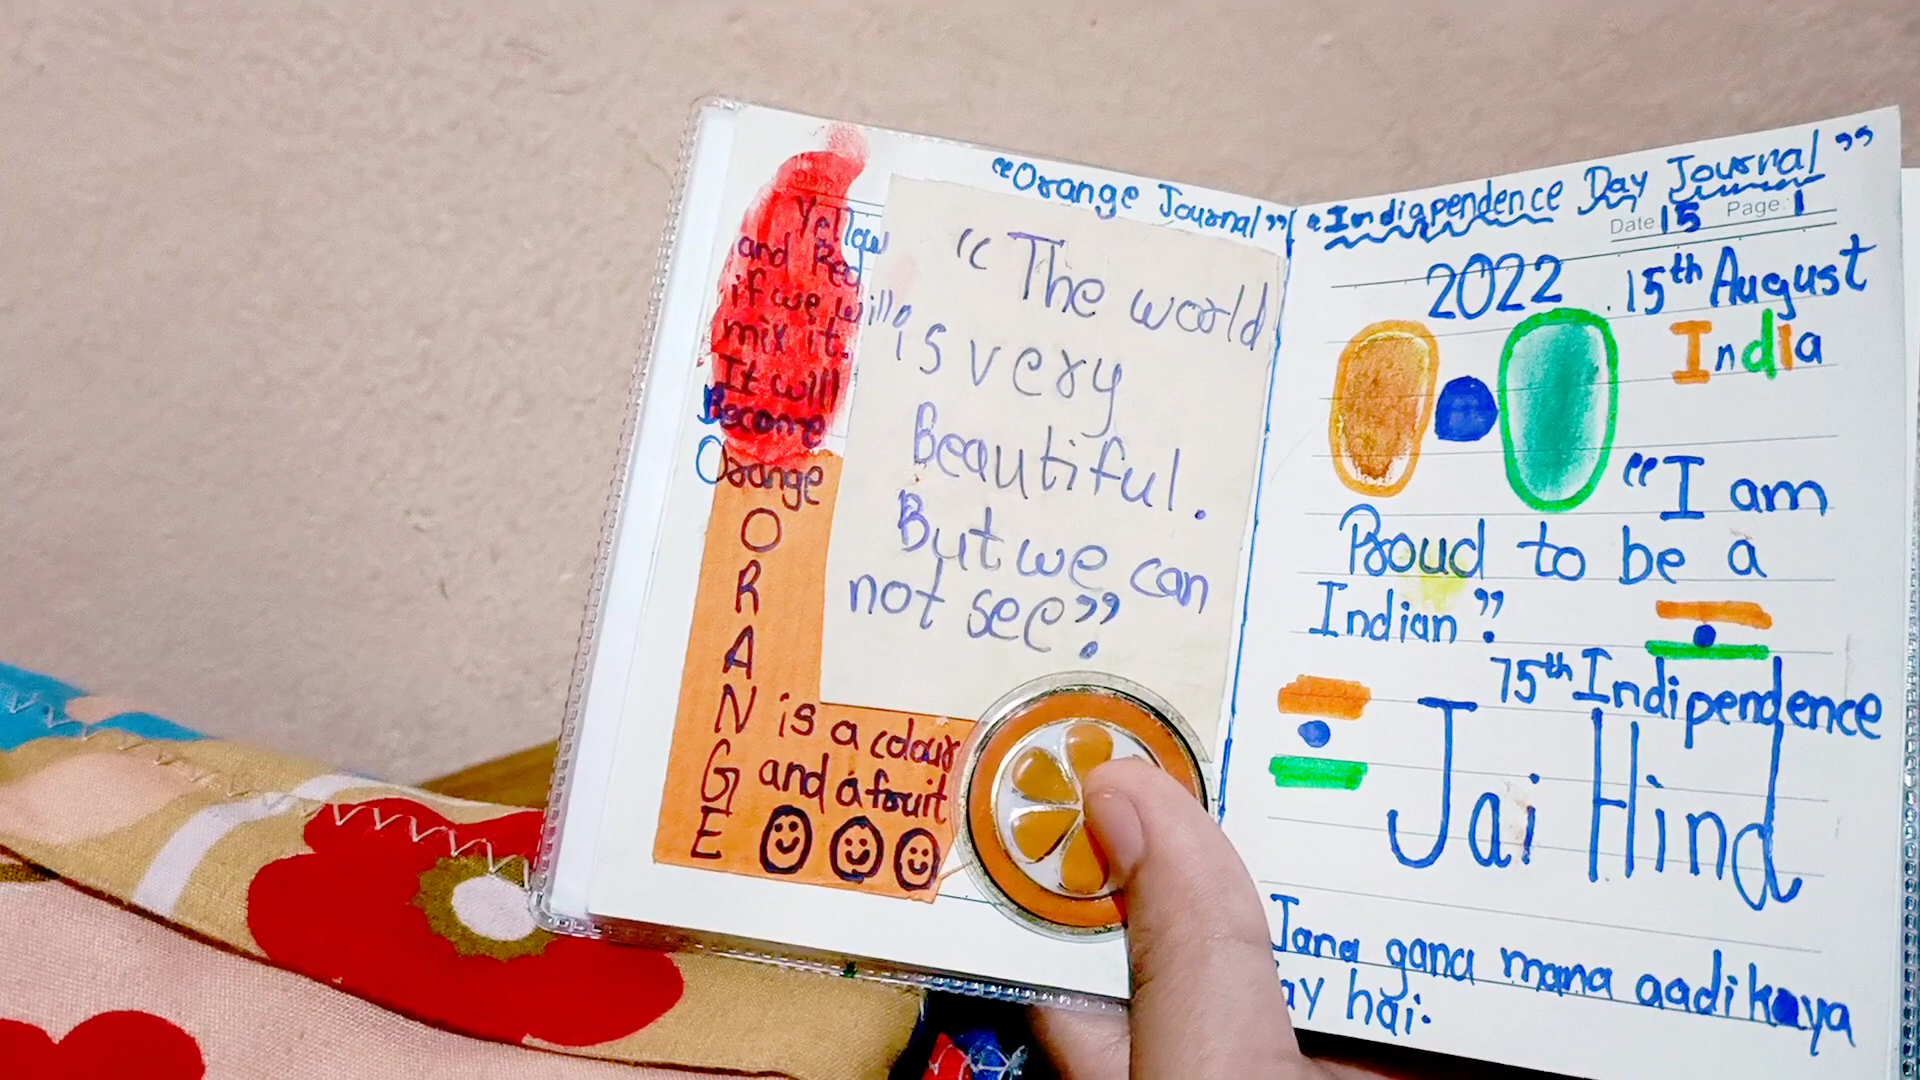 "Orange Journal"
Yellow
and Red
if we will
mix it.
It will
Become
Orange
"The world
is very
Beautiful.
But we can
not see."
O
R
A
N is a colour
G and a fruit
E
"Indiapendence Day Journal"
Date 15 Page: 1
2022 15th August
India
"I am
Proud to be a
Indian".
75th Indipendence
Jai Hind
Jana gana mana aadi kaya
ay hai.